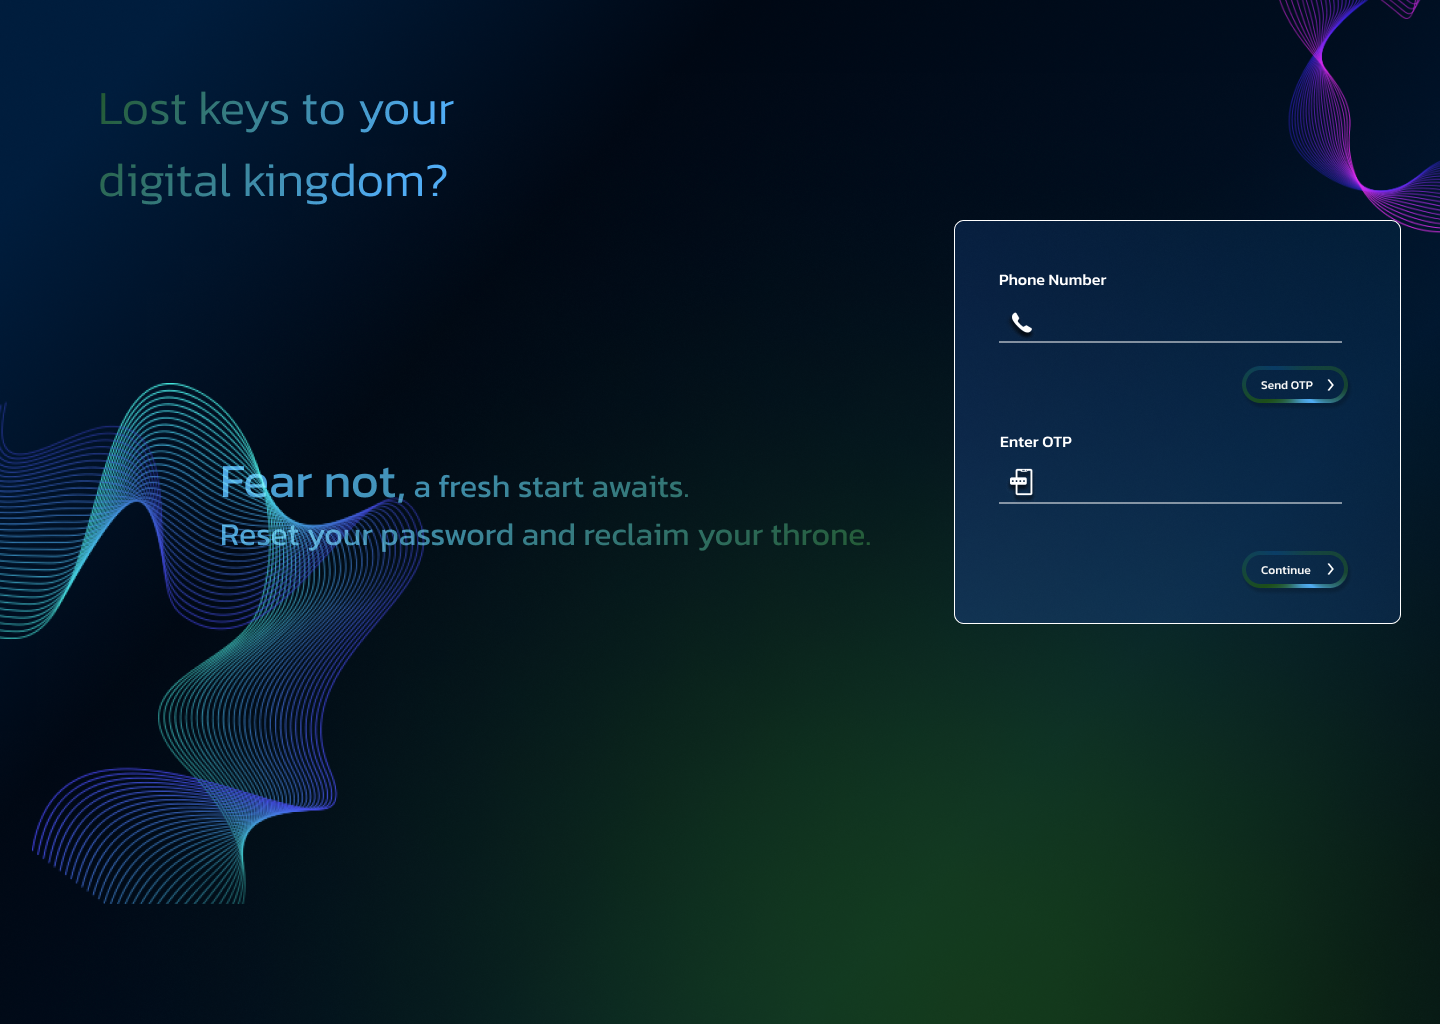 Lost keys to your
digital kingdom?
Fear not, a fresh start awaits.
Reset your password and reclaim your throne.
Phone Number
Send OTP
Enter OTP
Continue